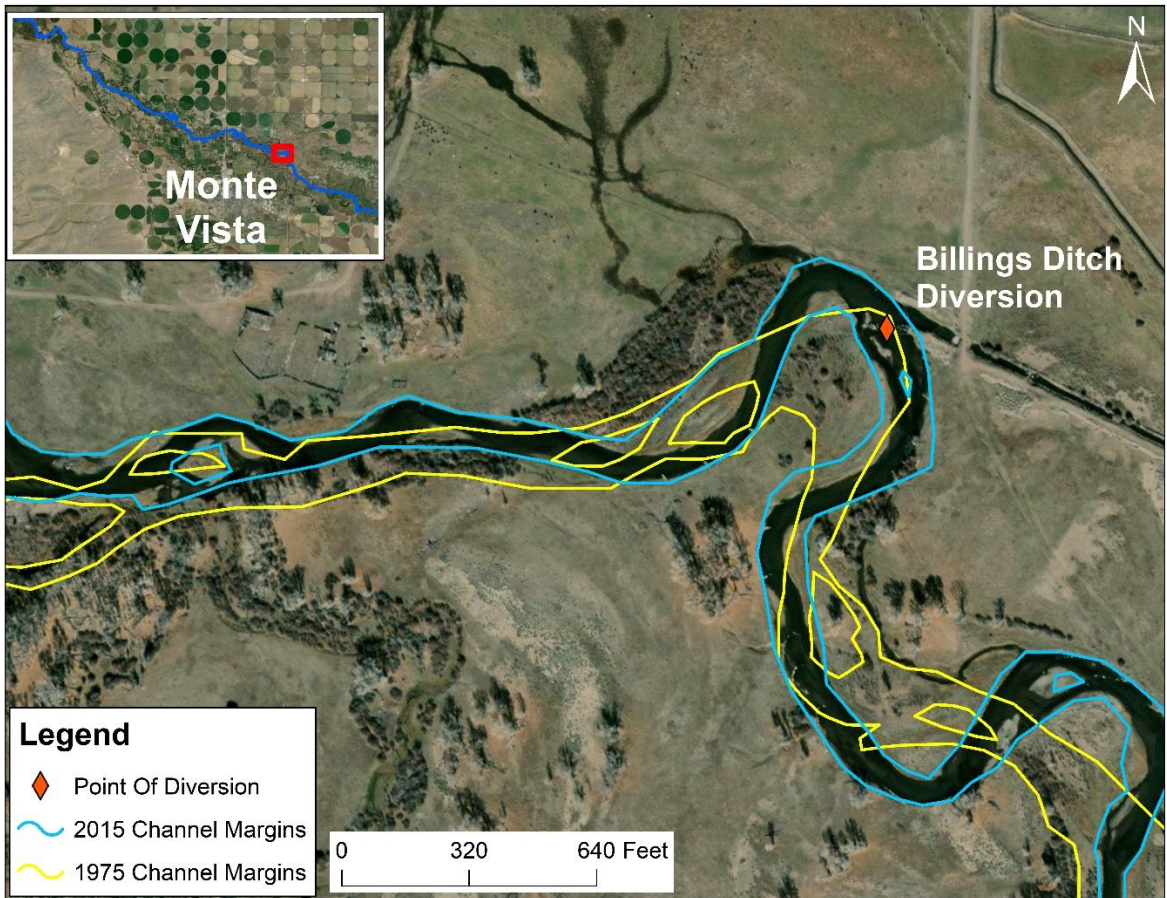 Monte
Vista
N
Billings Ditch
Diversion
Legend
Point Of Diversion
2015 Channel Margins
1975 Channel Margins
0 320 640 Feet